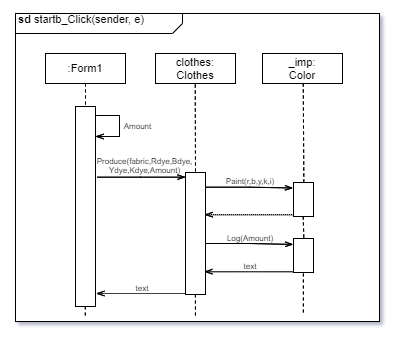 sd startb_Click(sender, e)
:Form1
clothes:
Clothes
_imp:
Color
Amount
Produce(fabric,Rdye,Bdye,
Ydye,Kdye,Amount)
Paint(r,b,y,k,i)
Log(Amount)
text
text